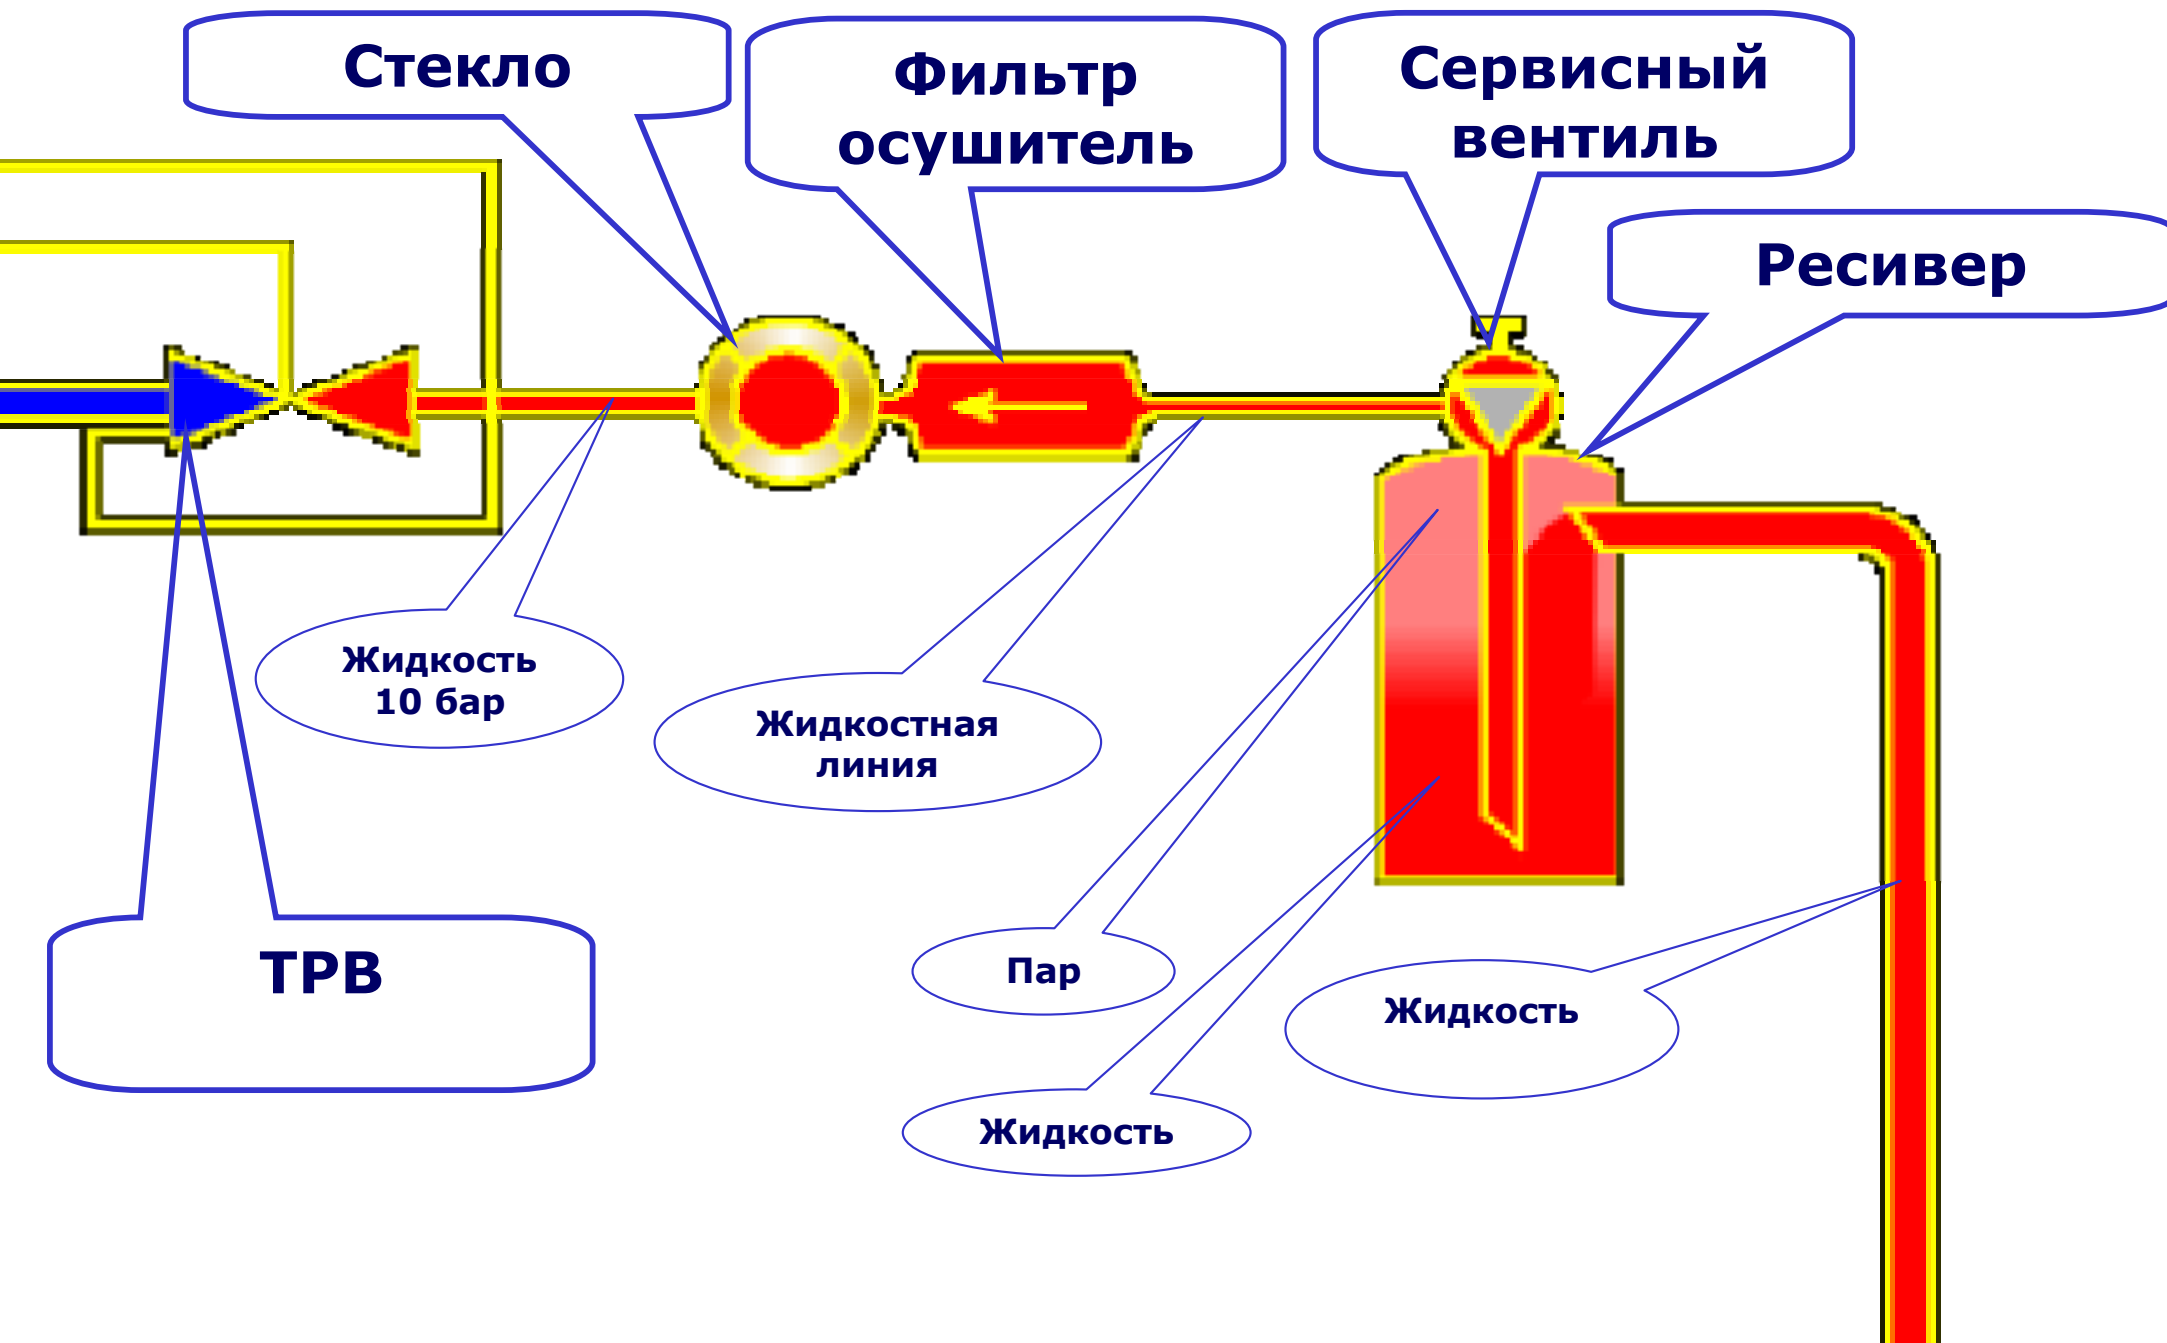 Стекло
Фильтр
осушитель
Сервисный
вентиль
Ресивер
Жидкость
10 бар
Жидкостная
линия
ТРВ
Пар
Жидкость
Жидкость